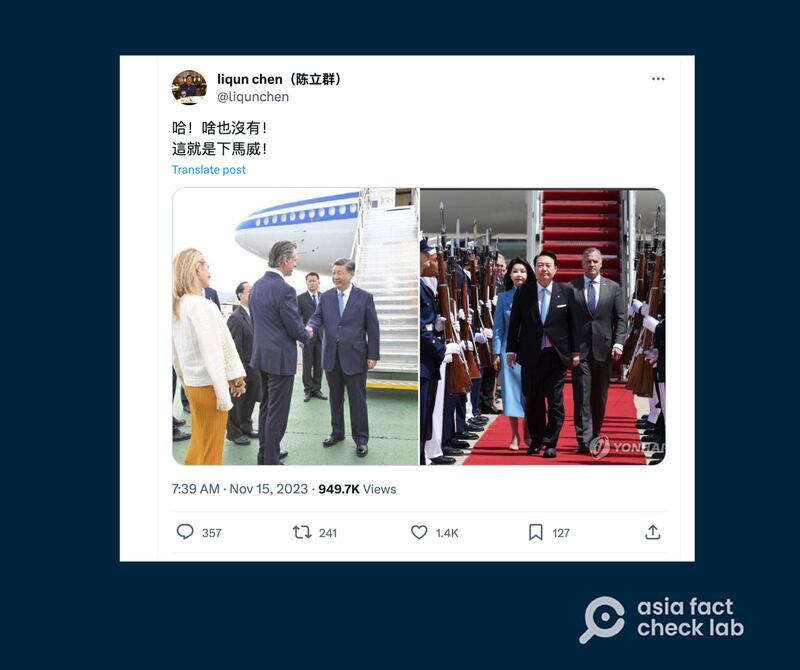 liqun chen（陈立群）
@liqunchen
哈！啥也沒有！
這就是下馬威！
Translate post
YONHAP
7:39 AM · Nov 15, 2023 · 949.7K Views
357
241
1.4K
127
asia fact
check lab